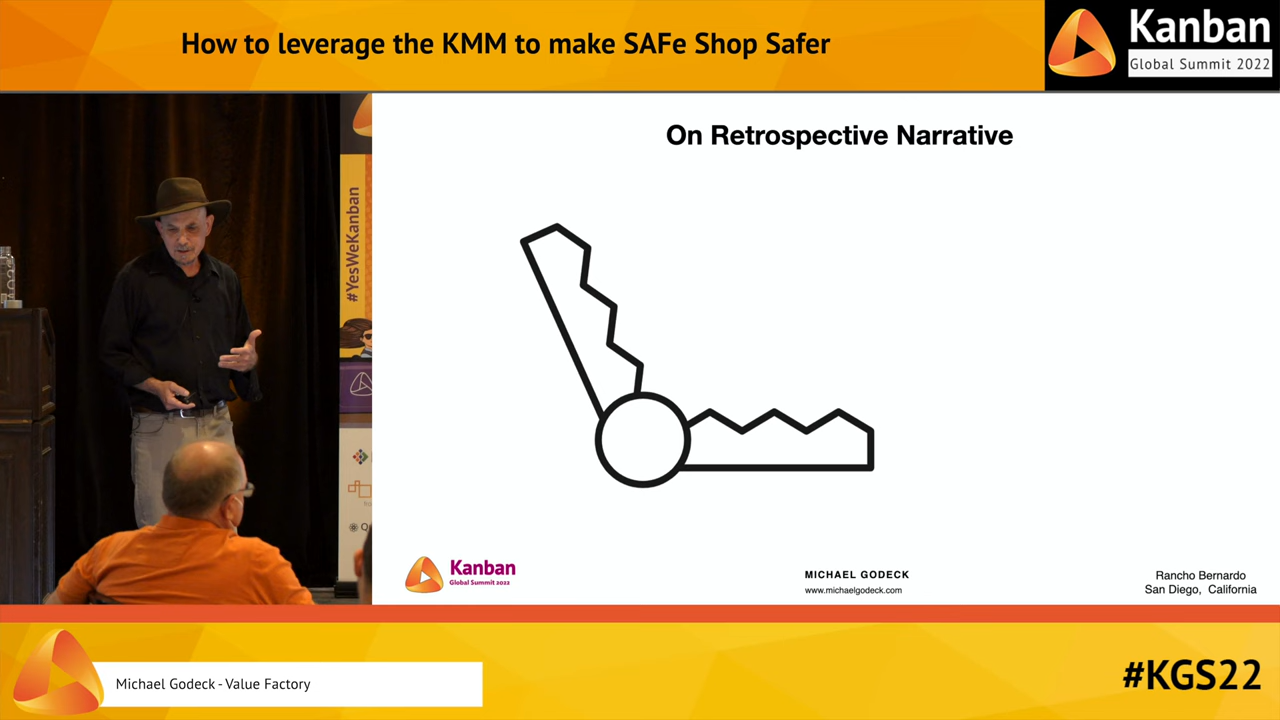 How to leverage the KMM to make SAFe Shop Safer
Kanban
Global Summit 2022
#YesWeKanban
On Retrospective Narrative
Kanban
Global Summit 2022
MICHAEL GODECK
www.michaelgodeck.com
Rancho Bernardo
San Diego, California
Michael Godeck - Value Factory
#KGS22